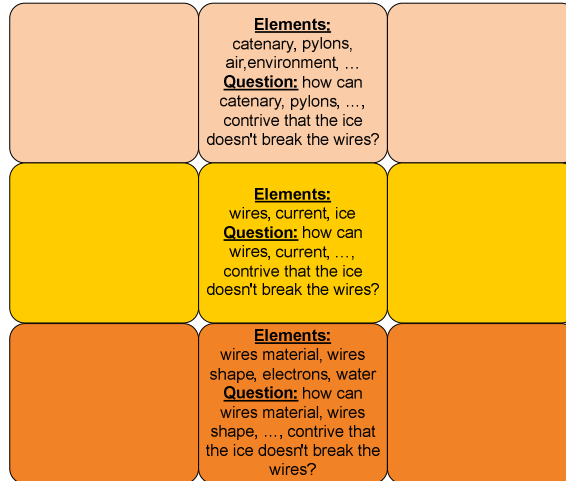 Elements:
catenary, pylons,
air,environment, …
Question: how can
catenary, pylons, …,
contrive that the ice
doesn't break the wires?
Elements:
wires, current, ice
Question: how can
wires, current, …,
contrive that the ice
doesn't break the wires?
Elements:
wires material, wires
shape, electrons, water
Question: how can
wires material, wires
shape, …, contrive that
the ice doesn't break the
wires?